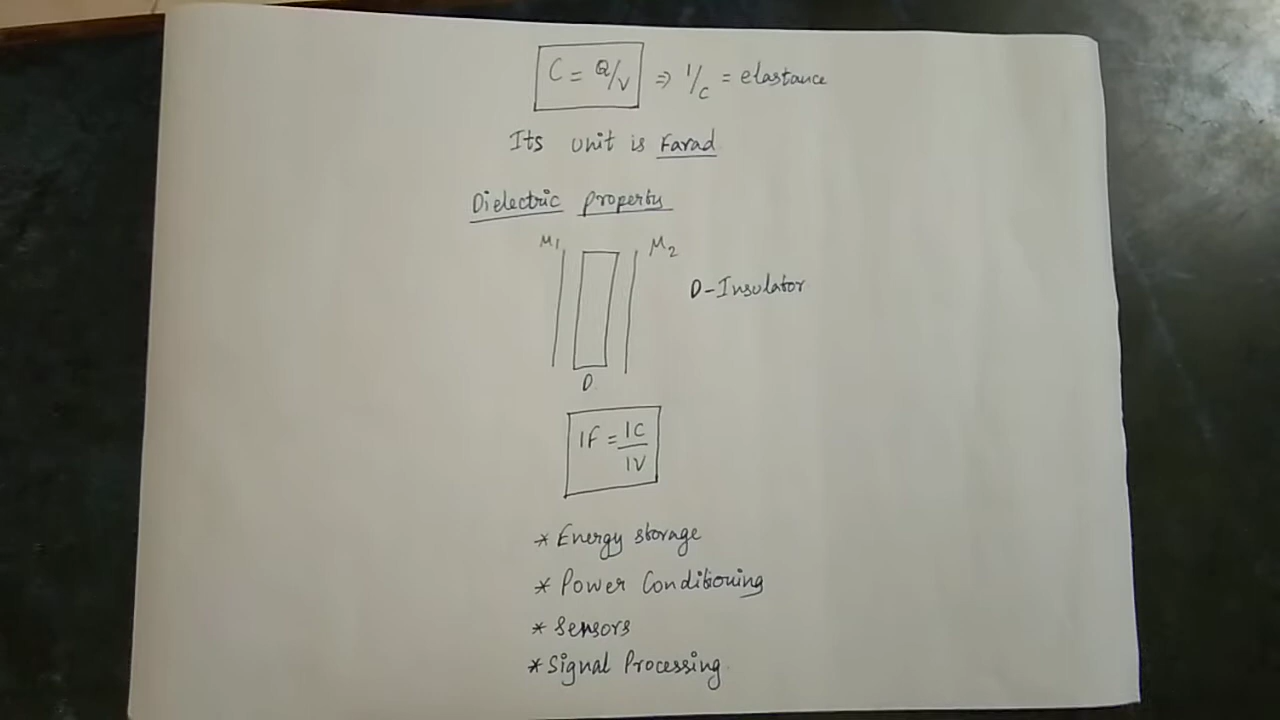 C = Q/V ⇒ 1/C = elastance
Its unit is Farad
Dielectric property
M1 M2
D-Insulator
D
1F = 1C/1V
* Energy storage
* Power Conditioning
* Sensors
* Signal Processing